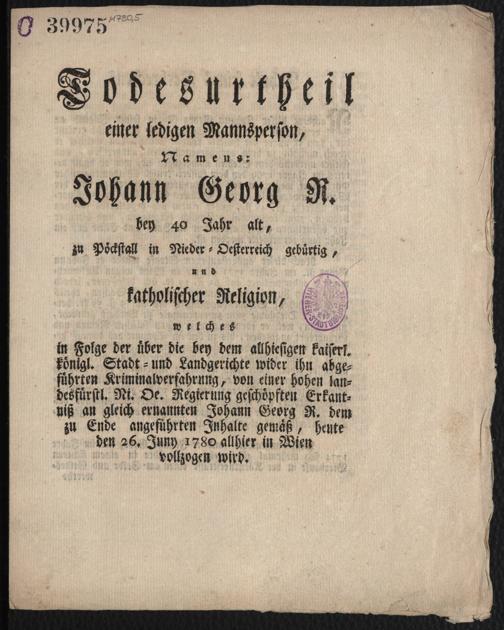 O 39975 M780,5
Todesurtheil
einer ledigen Mannsperson,
Namens:
Johann Georg R.
bey 40 Jahr alt,
zu Pöckstall in Nieder-Oesterreich gebürtig,
und
katholischer Religion,
welches
in Folge der über die bey dem allhiesigen kaiserl.
königl. Stadt- und Landgerichte wider ihn abge-
führten Kriminalverfahrung, von einer hohen lan-
desfürstl. Ni. Oe. Regierung geschöpften Erkannt-
niß an gleich ernannten Johann Georg R. dem
zu Ende angeführten Inhalte gemäß, heute
den 26. Juny 1780 allhier in Wien
vollzogen wird.